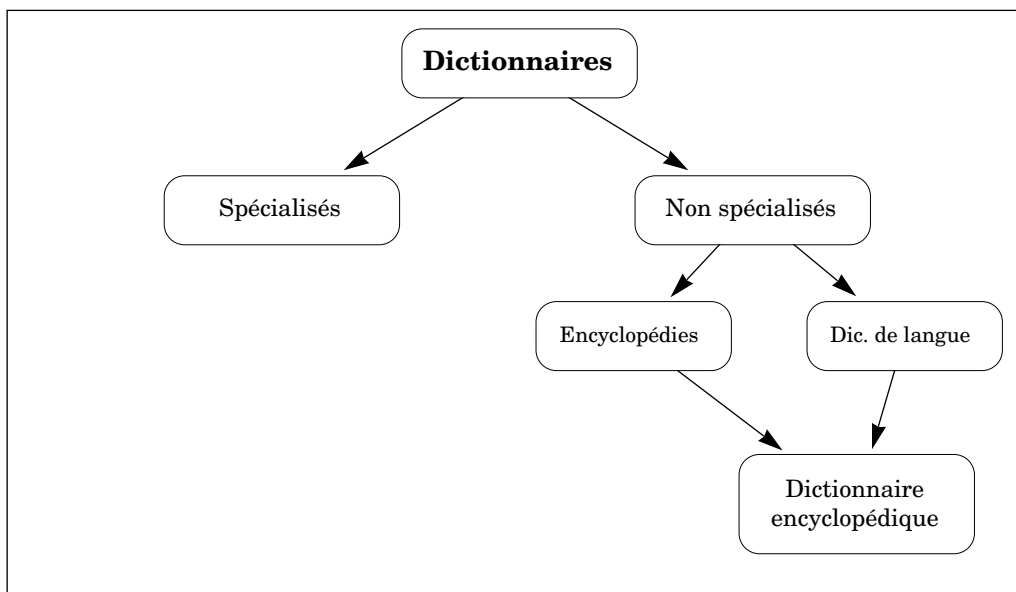 Dictionnaires
Spécialisés
Non spécialisés
Encyclopédies
Dic. de langue
Dictionnaire
encyclopédique